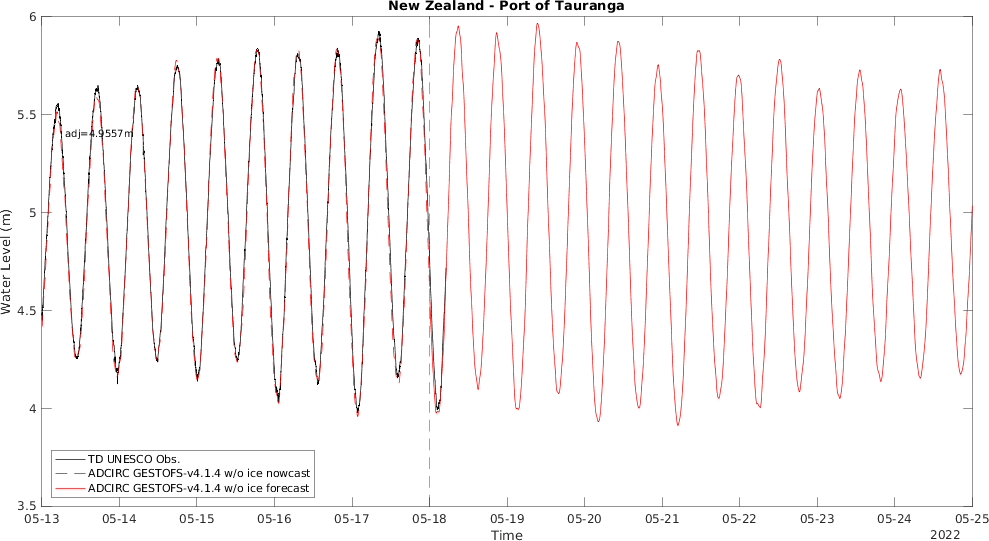 New Zealand - Port of Tauranga
6
5.5
5
4.5
4
3.5
Water Level (m)
adj=4.9557m
TD UNESCO Obs.
ADCIRC GESTOFS-v4.1.4 w/o ice nowcast
ADCIRC GESTOFS-v4.1.4 w/o ice forecast
05-13 05-14 05-15 05-16 05-17 05-18 05-19 05-20 05-21 05-22 05-23 05-24 05-25
Time
2022